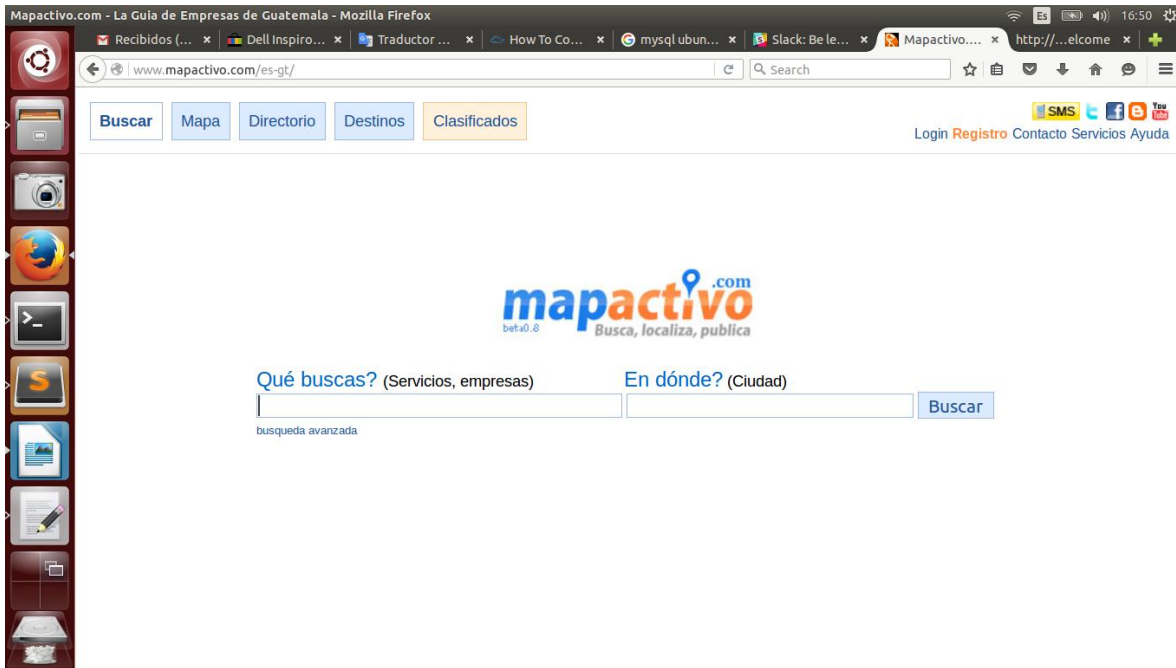 Mapactivo.com - La Guia de Empresas de Guatemala - Mozilla Firefox
Es 16:50
Recibidos (... Dell Inspiro... Traductor ... How To Co... mysql ubun... Slack: Be le... Mapactivo.... http://...elcome
www.mapactivo.com/es-gt/ Search
Buscar Mapa Directorio Destinos Clasificados
SMS You Tube
Login Registro Contacto Servicios Ayuda
mapactivo.com
beta0.8 Busca, localiza, publica
Qué buscas? (Servicios, empresas) En dónde? (Ciudad)
Buscar
busqueda avanzada